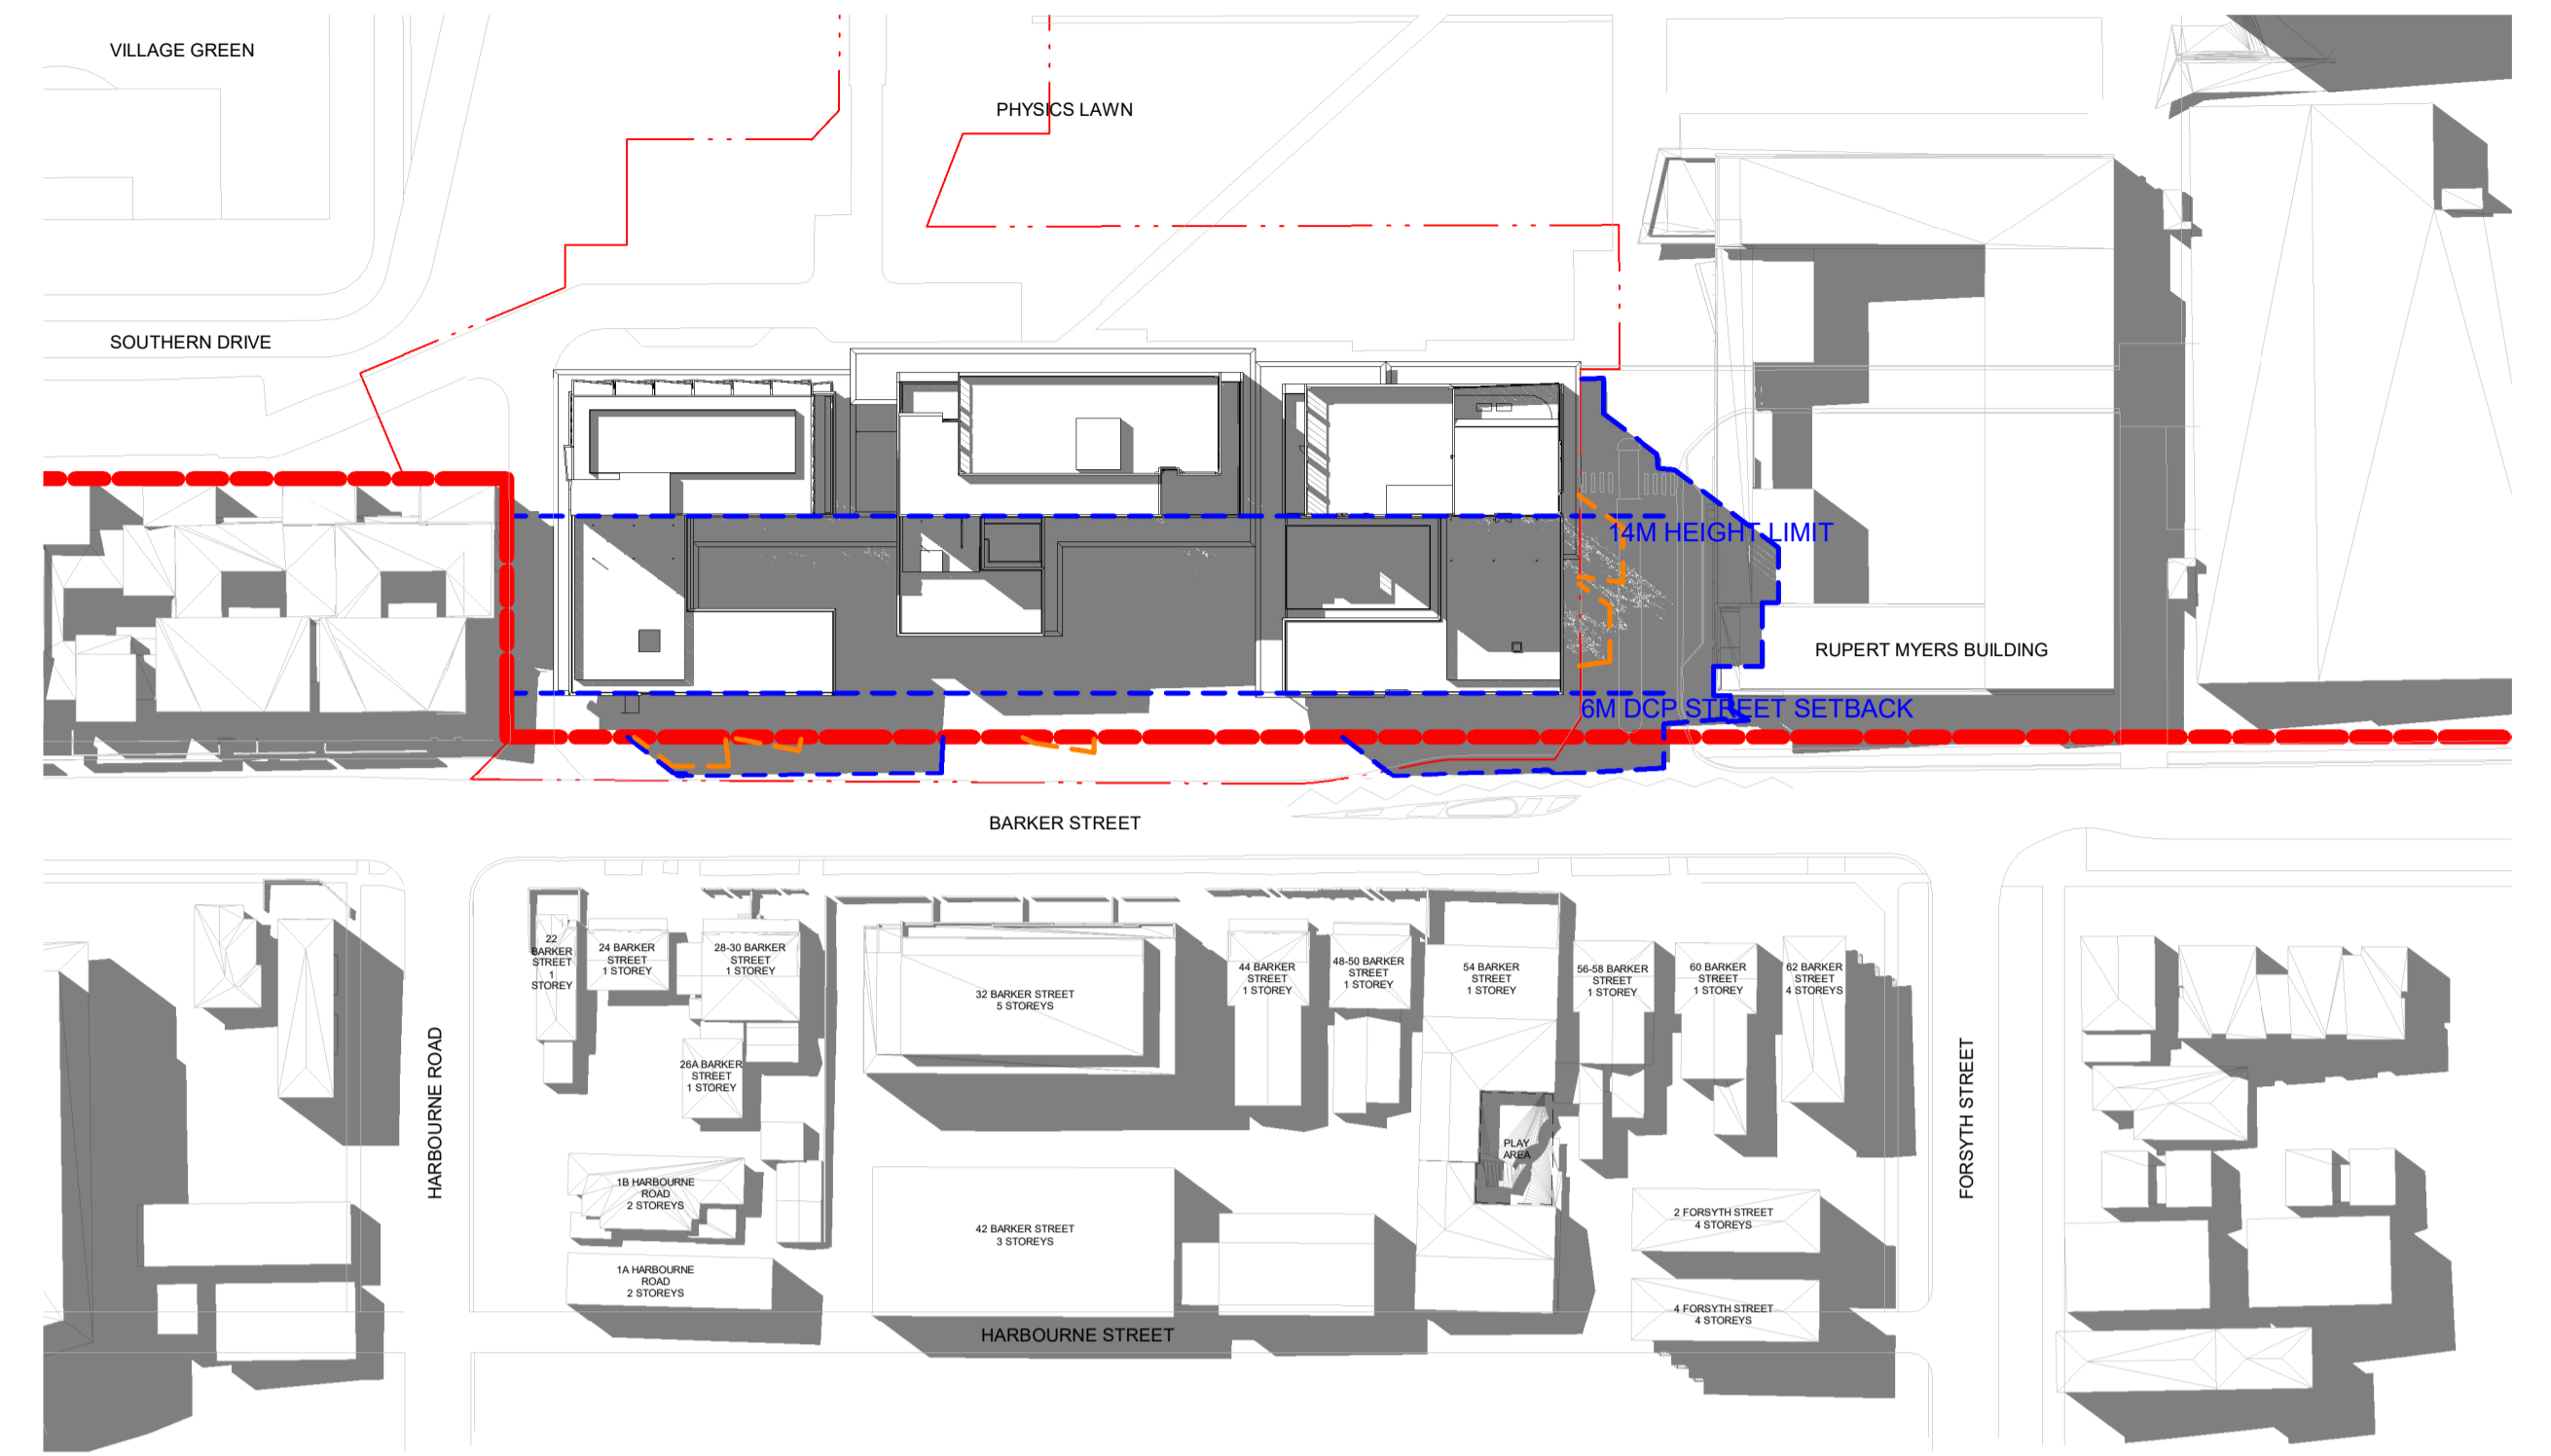 VILLAGE GREEN
PHYSICS LAWN
SOUTHERN DRIVE
14M HEIGHT LIMIT
RUPERT MYERS BUILDING
6M DCP STREET SETBACK
BARKER STREET
22
BARKER
STREET
1
STOREY
24 BARKER
STREET
1 STOREY
28-30 BARKER
STREET
1 STOREY
32 BARKER STREET
5 STOREYS
44 BARKER
STREET
1 STOREY
48-50 BARKER
STREET
1 STOREY
54 BARKER
STREET
1 STOREY
56-58 BARKER
STREET
1 STOREY
60 BARKER
STREET
1 STOREY
62 BARKER
STREET
4 STOREYS
26A BARKER
STREET
1 STOREY
HARBOURNE ROAD
FORSYTH STREET
PLAY
AREA
1B HARBOURNE
ROAD
2 STOREYS
42 BARKER STREET
3 STOREYS
2 FORSYTH STREET
4 STOREYS
1A HARBOURNE
ROAD
2 STOREYS
4 FORSYTH STREET
4 STOREYS
HARBOURNE STREET